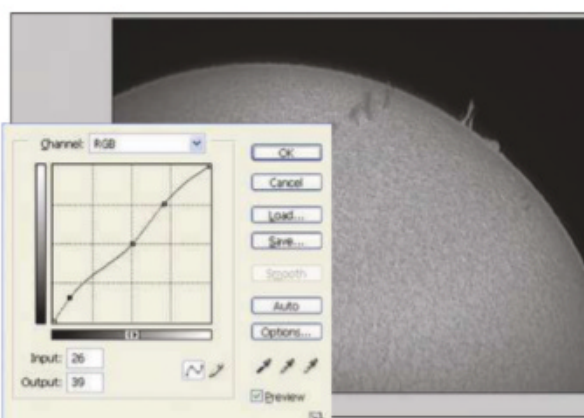 Channel: RGB
OK
Cancel
Load...
Save...
Smooth
Auto
Options...
Input: 26
Output: 39
Preview